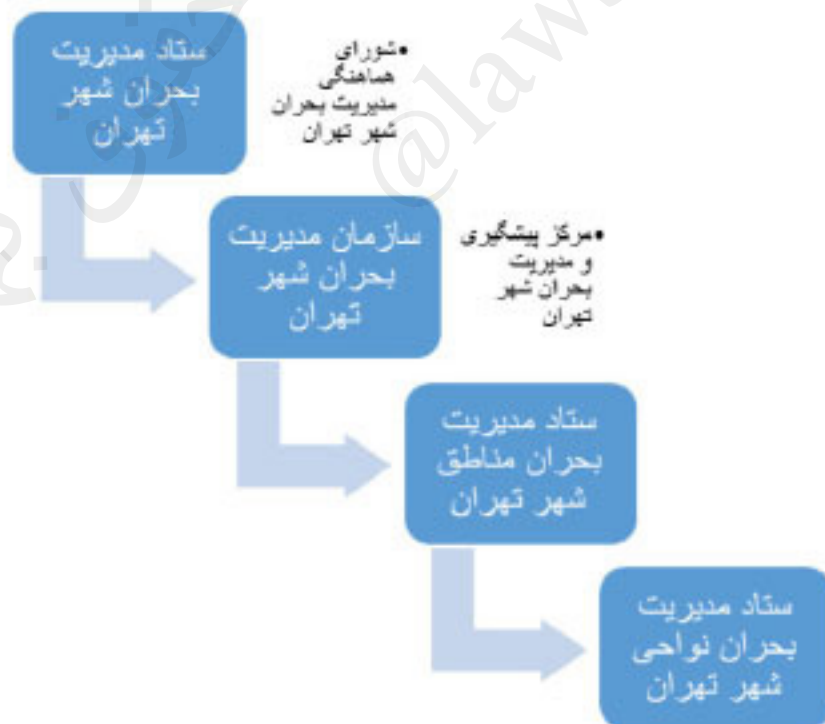 ستاد مدیریت
بحران شهر
تهران
•شورای
هماهنگی
مدیریت بحران
شهر تهران
سازمان مدیریت
بحران شهر
تهران
•مرکز پیشگیری
و مدیریت
بحران شهر
تهران
ستاد مدیریت
بحران مناطق
شهر تهران
ستاد مدیریت
بحران نواحی
شهر تهران
@law